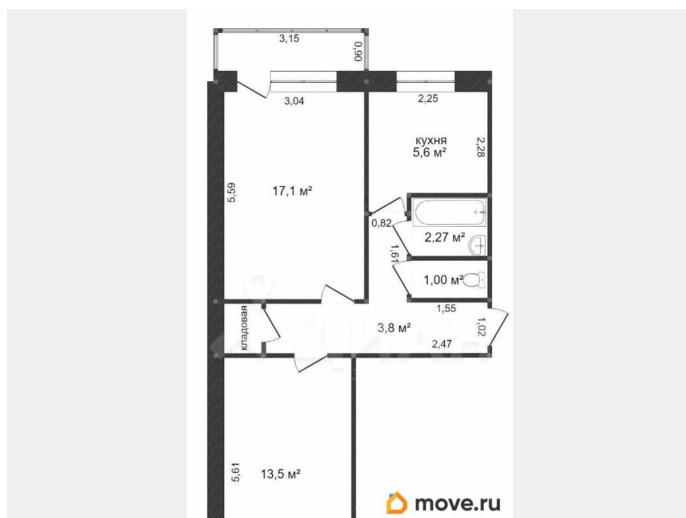 3,15
0,90
3,04
2,25
кухня
5,6 м²
2,28
5,59
17,1 м²
0,82
2,27 м²
1,61
1,00 м²
1,55
кладовая
3,8 м²
1,02
2,47
ЦИАН
5,61
13,5 м²
move.ru